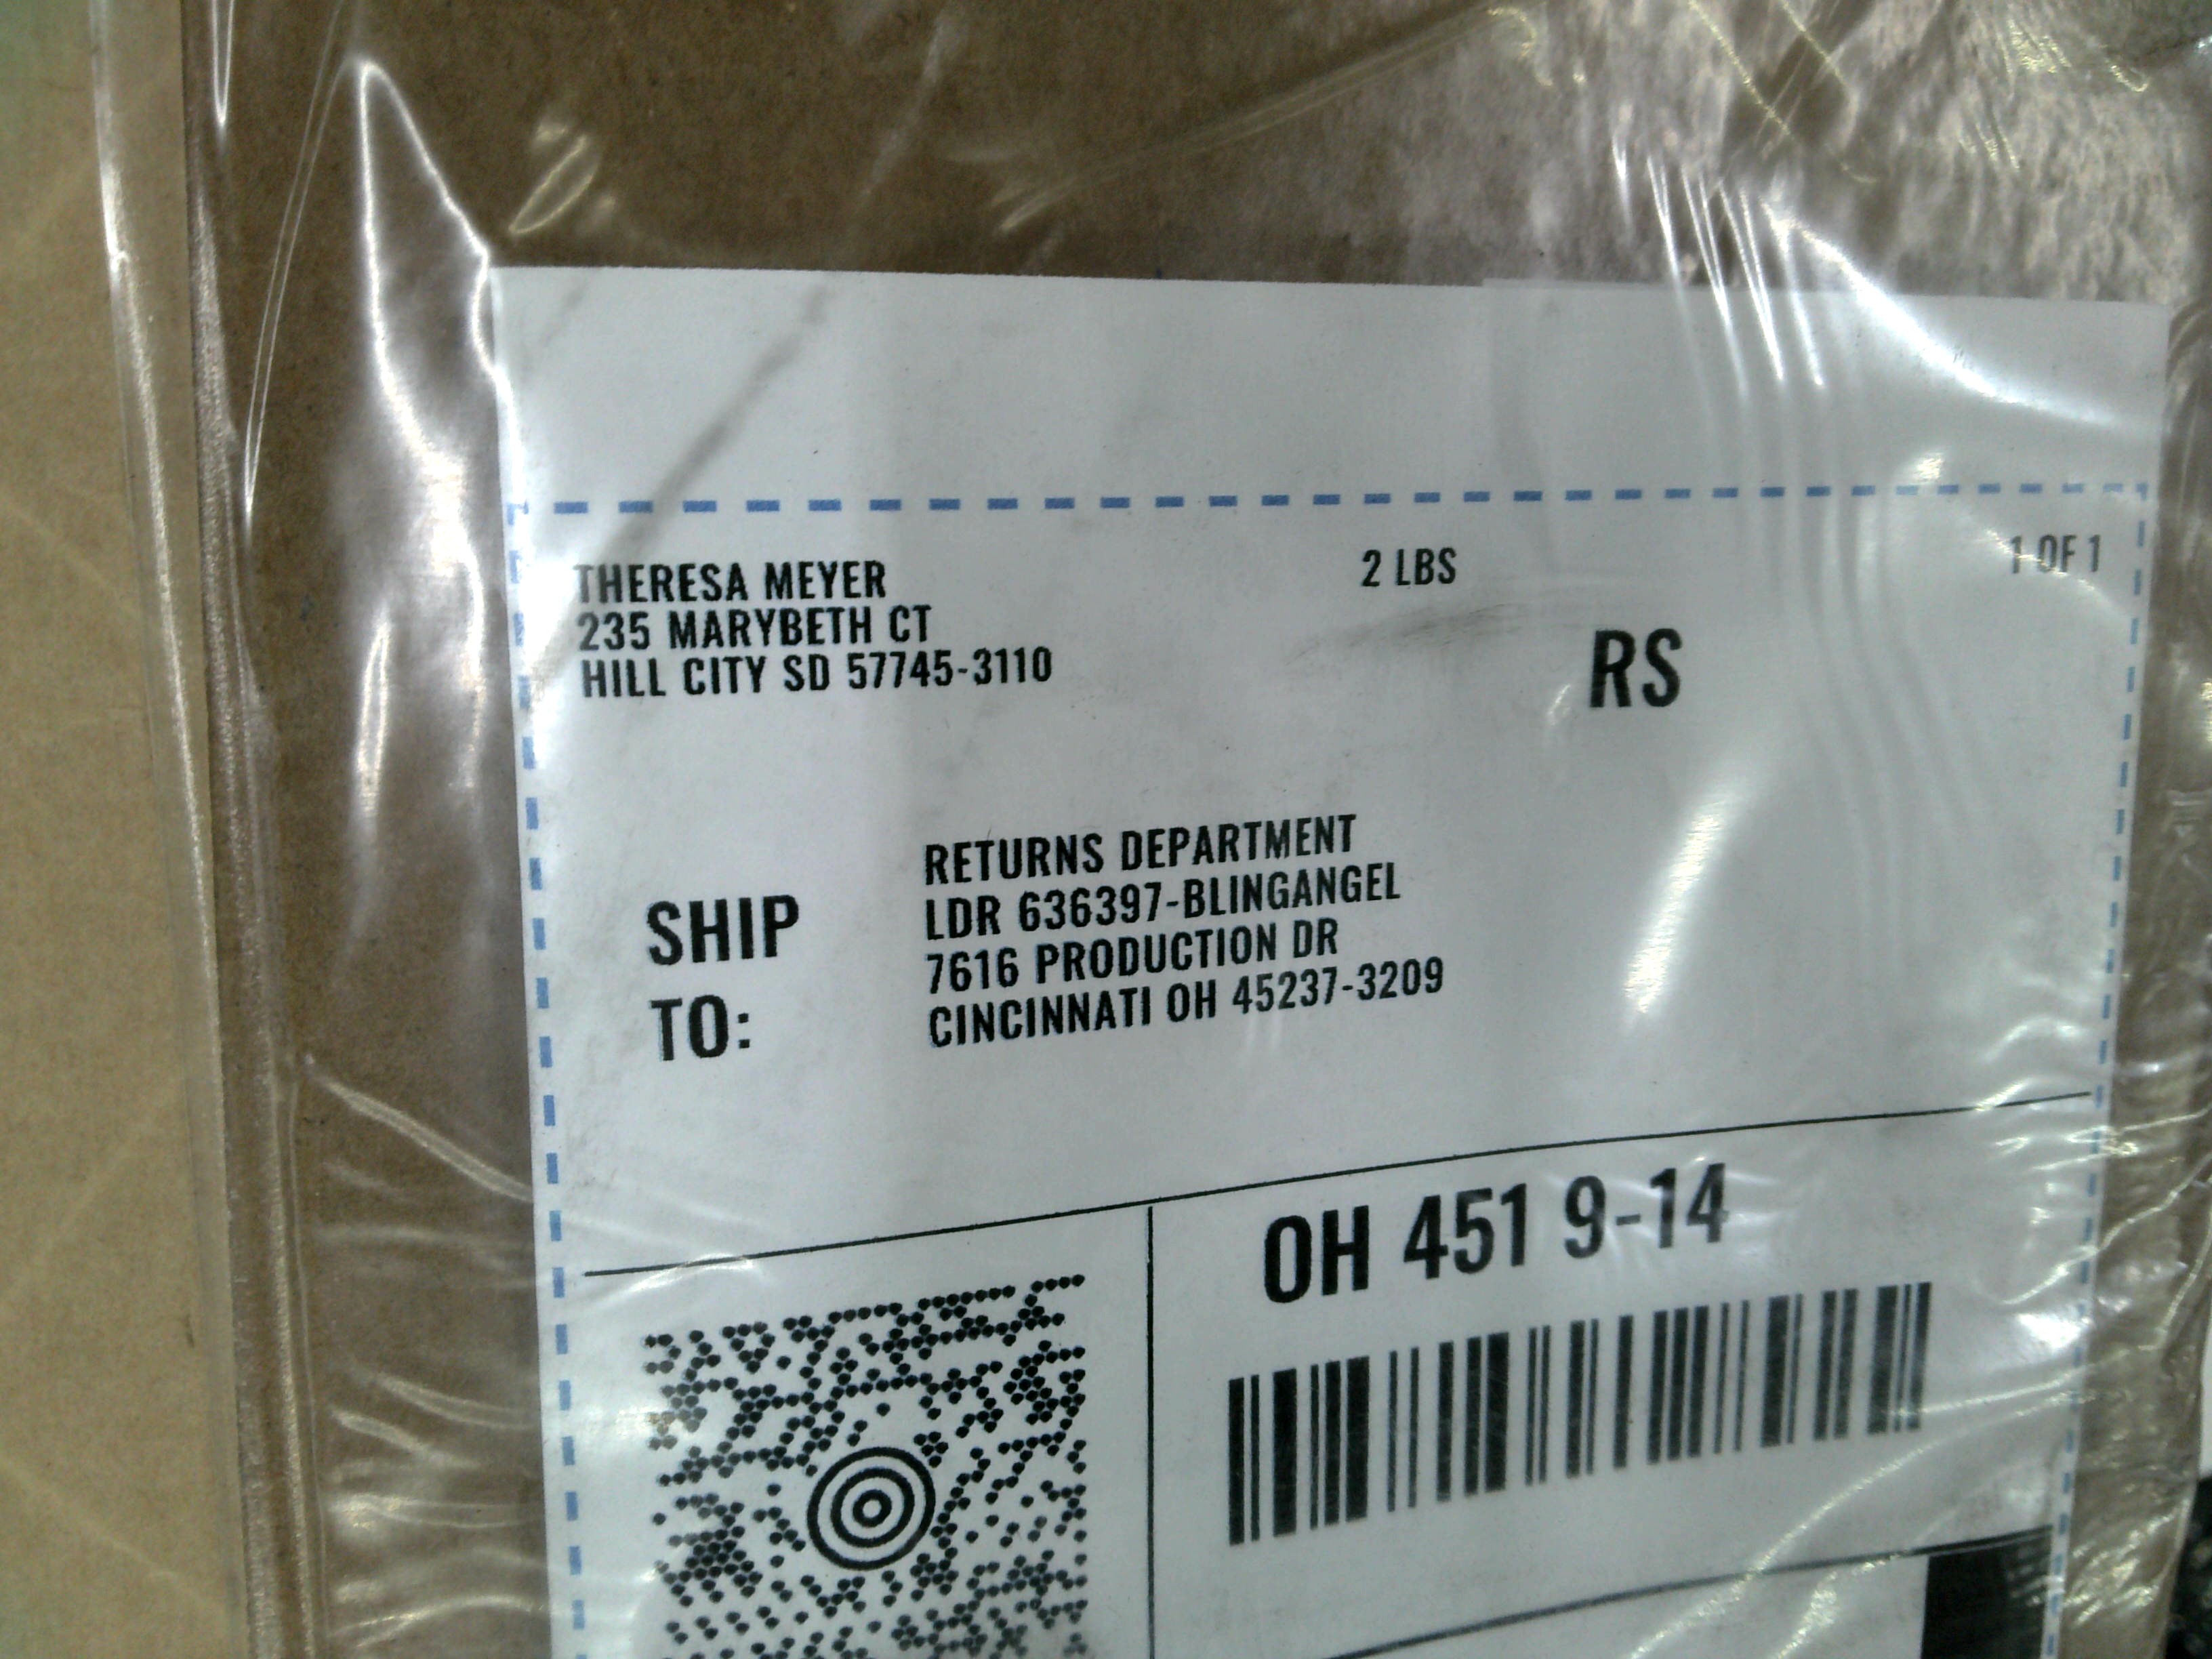 THERESA MEYER
235 MARYBETH CT
HILL CITY SD 57745-3110
2 LBS
1 OF 1
RS
SHIP
TO:
RETURNS DEPARTMENT
LDR 636397-BLINGANGEL
7616 PRODUCTION DR
CINCINNATI OH 45237-3209
OH 451 9-14